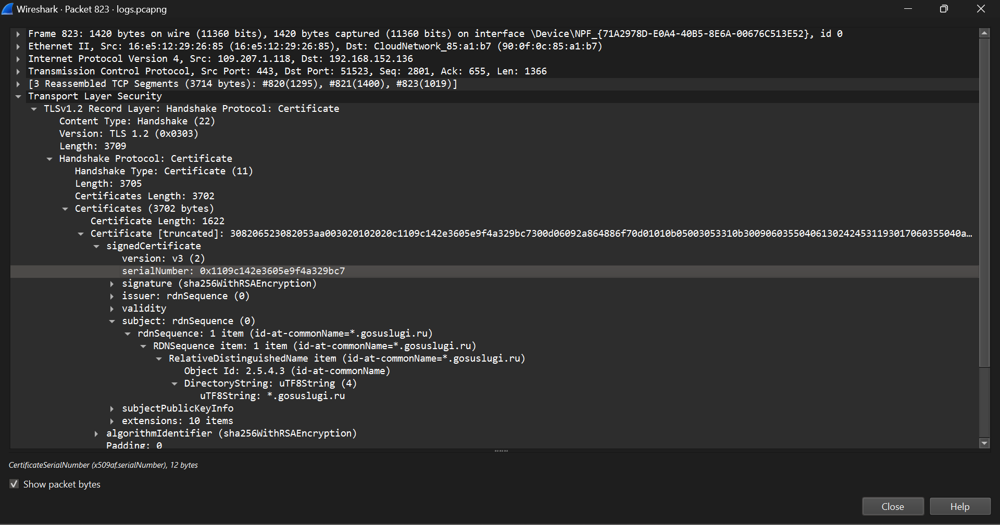 Wireshark · Packet 823 · logs.pcapng
Frame 823: 1420 bytes on wire (11360 bits), 1420 bytes captured (11360 bits) on interface \Device\NPF_{71A2978D-E0A4-40B5-8E6A-00676C513E52}, id 0
Ethernet II, Src: 16:e5:12:29:26:85 (16:e5:12:29:26:85), Dst: CloudNetwork_85:a1:b7 (90:0f:0c:85:a1:b7)
Internet Protocol Version 4, Src: 109.207.1.118, Dst: 192.168.152.136
Transmission Control Protocol, Src Port: 443, Dst Port: 51523, Seq: 2801, Ack: 655, Len: 1366
[3 Reassembled TCP Segments (3714 bytes): #820(1295), #821(1400), #823(1019)]
Transport Layer Security
TLSv1.2 Record Layer: Handshake Protocol: Certificate
Content Type: Handshake (22)
Version: TLS 1.2 (0x0303)
Length: 3709
Handshake Protocol: Certificate
Handshake Type: Certificate (11)
Length: 3705
Certificates Length: 3702
Certificates (3702 bytes)
Certificate Length: 1622
Certificate [truncated]: 308206523082053aa003020102020c1109c142e3605e9f4a329bc7300d06092a864886f70d01010b05003053310b300906035504061302424531193017060355040a…
signedCertificate
version: v3 (2)
serialNumber: 0x1109c142e3605e9f4a329bc7
signature (sha256WithRSAEncryption)
issuer: rdnSequence (0)
validity
subject: rdnSequence (0)
rdnSequence: 1 item (id-at-commonName=*.gosuslugi.ru)
RDNSequence item: 1 item (id-at-commonName=*.gosuslugi.ru)
RelativeDistinguishedName item (id-at-commonName=*.gosuslugi.ru)
Object Id: 2.5.4.3 (id-at-commonName)
DirectoryString: uTF8String (4)
uTF8String: *.gosuslugi.ru
subjectPublicKeyInfo
extensions: 10 items
algorithmIdentifier (sha256WithRSAEncryption)
Padding: 0
CertificateSerialNumber (x509af.serialNumber), 12 bytes
Show packet bytes
Close
Help